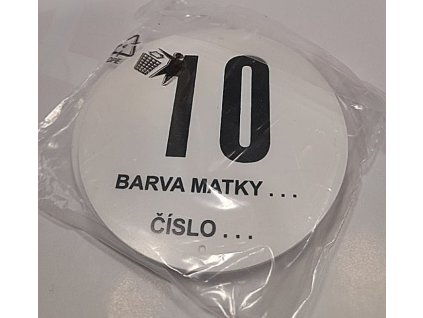 10
BARVA MATKY . . .
ČÍSLO . . .